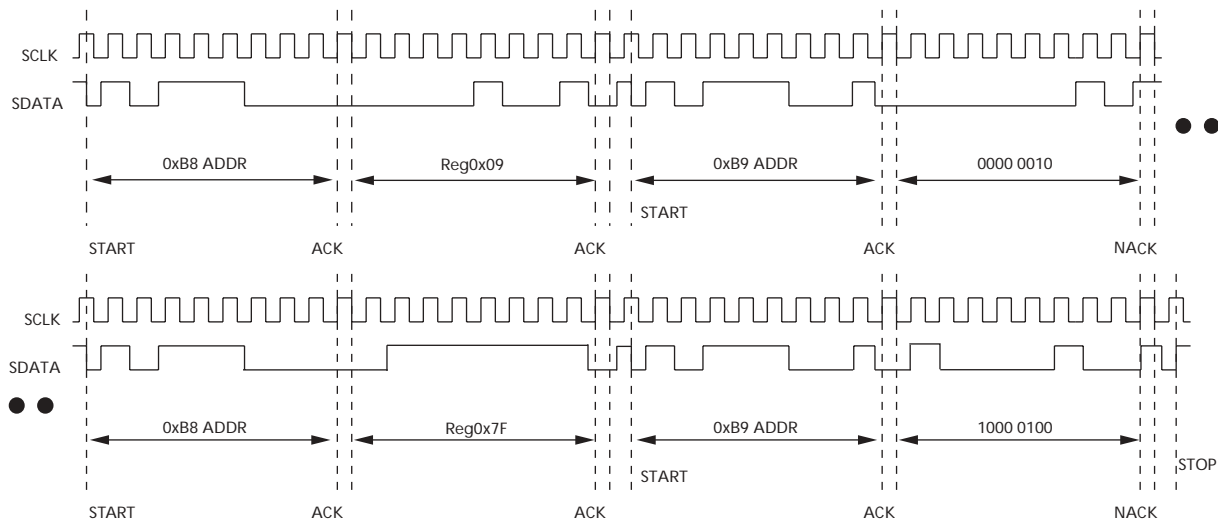 SCLK
SDATA
0xB8 ADDR Reg0x09 0xB9 ADDR 0000 0010
START
START ACK ACK ACK NACK
SCLK
SDATA
0xB8 ADDR Reg0x7F 0xB9 ADDR 1000 0100
START STOP
START ACK ACK ACK NACK